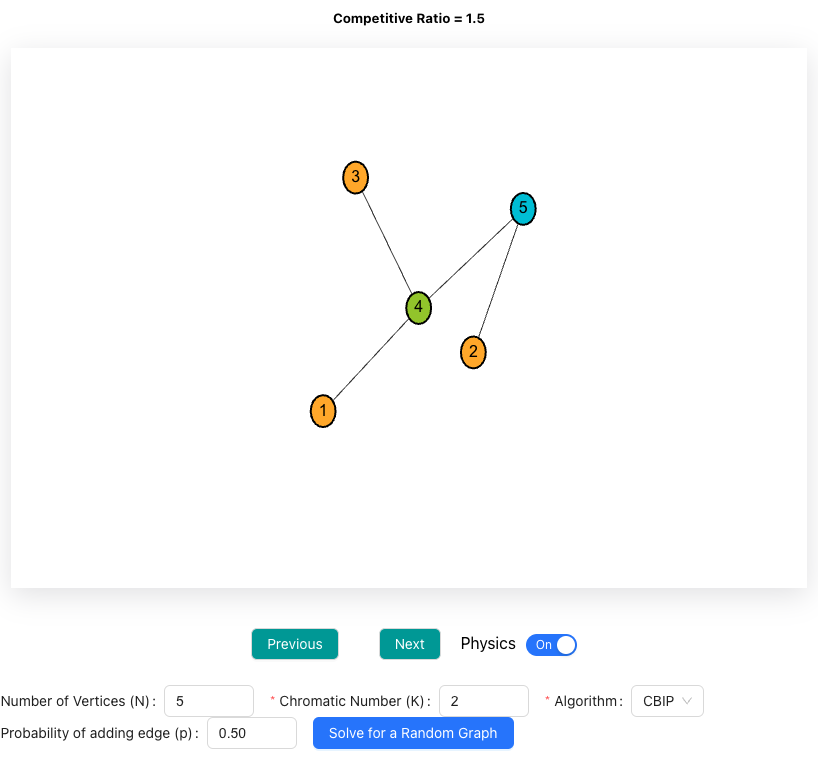 Competitive Ratio = 1.5
3
5
4
2
1
Previous Next Physics On
Number of Vertices (N) : 5 * Chromatic Number (K) : 2 * Algorithm : CBIP
Probability of adding edge (p) : 0.50 Solve for a Random Graph